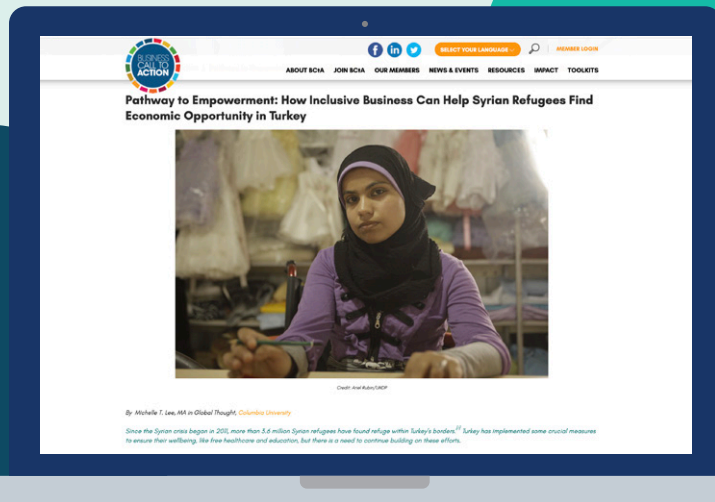 BUSINESS
CALL TO
ACTION
SELECT YOUR LANGUAGE
MEMBER LOGIN
ABOUT BCtA JOIN BCtA OUR MEMBERS NEWS & EVENTS RESOURCES IMPACT TOOLKITS
Pathway to Empowerment: How Inclusive Business Can Help Syrian Refugees Find
Economic Opportunity in Turkey
Credit: Ariel Rubin/UNDP
By Michelle T. Lee, MA in Global Thought, Columbia University
Since the Syrian crisis began in 2011, more than 3.6 million Syrian refugees have found refuge within Turkey's borders. Turkey has implemented some crucial measures
to ensure their wellbeing, like free healthcare and education, but there is a need to continue building on these efforts.